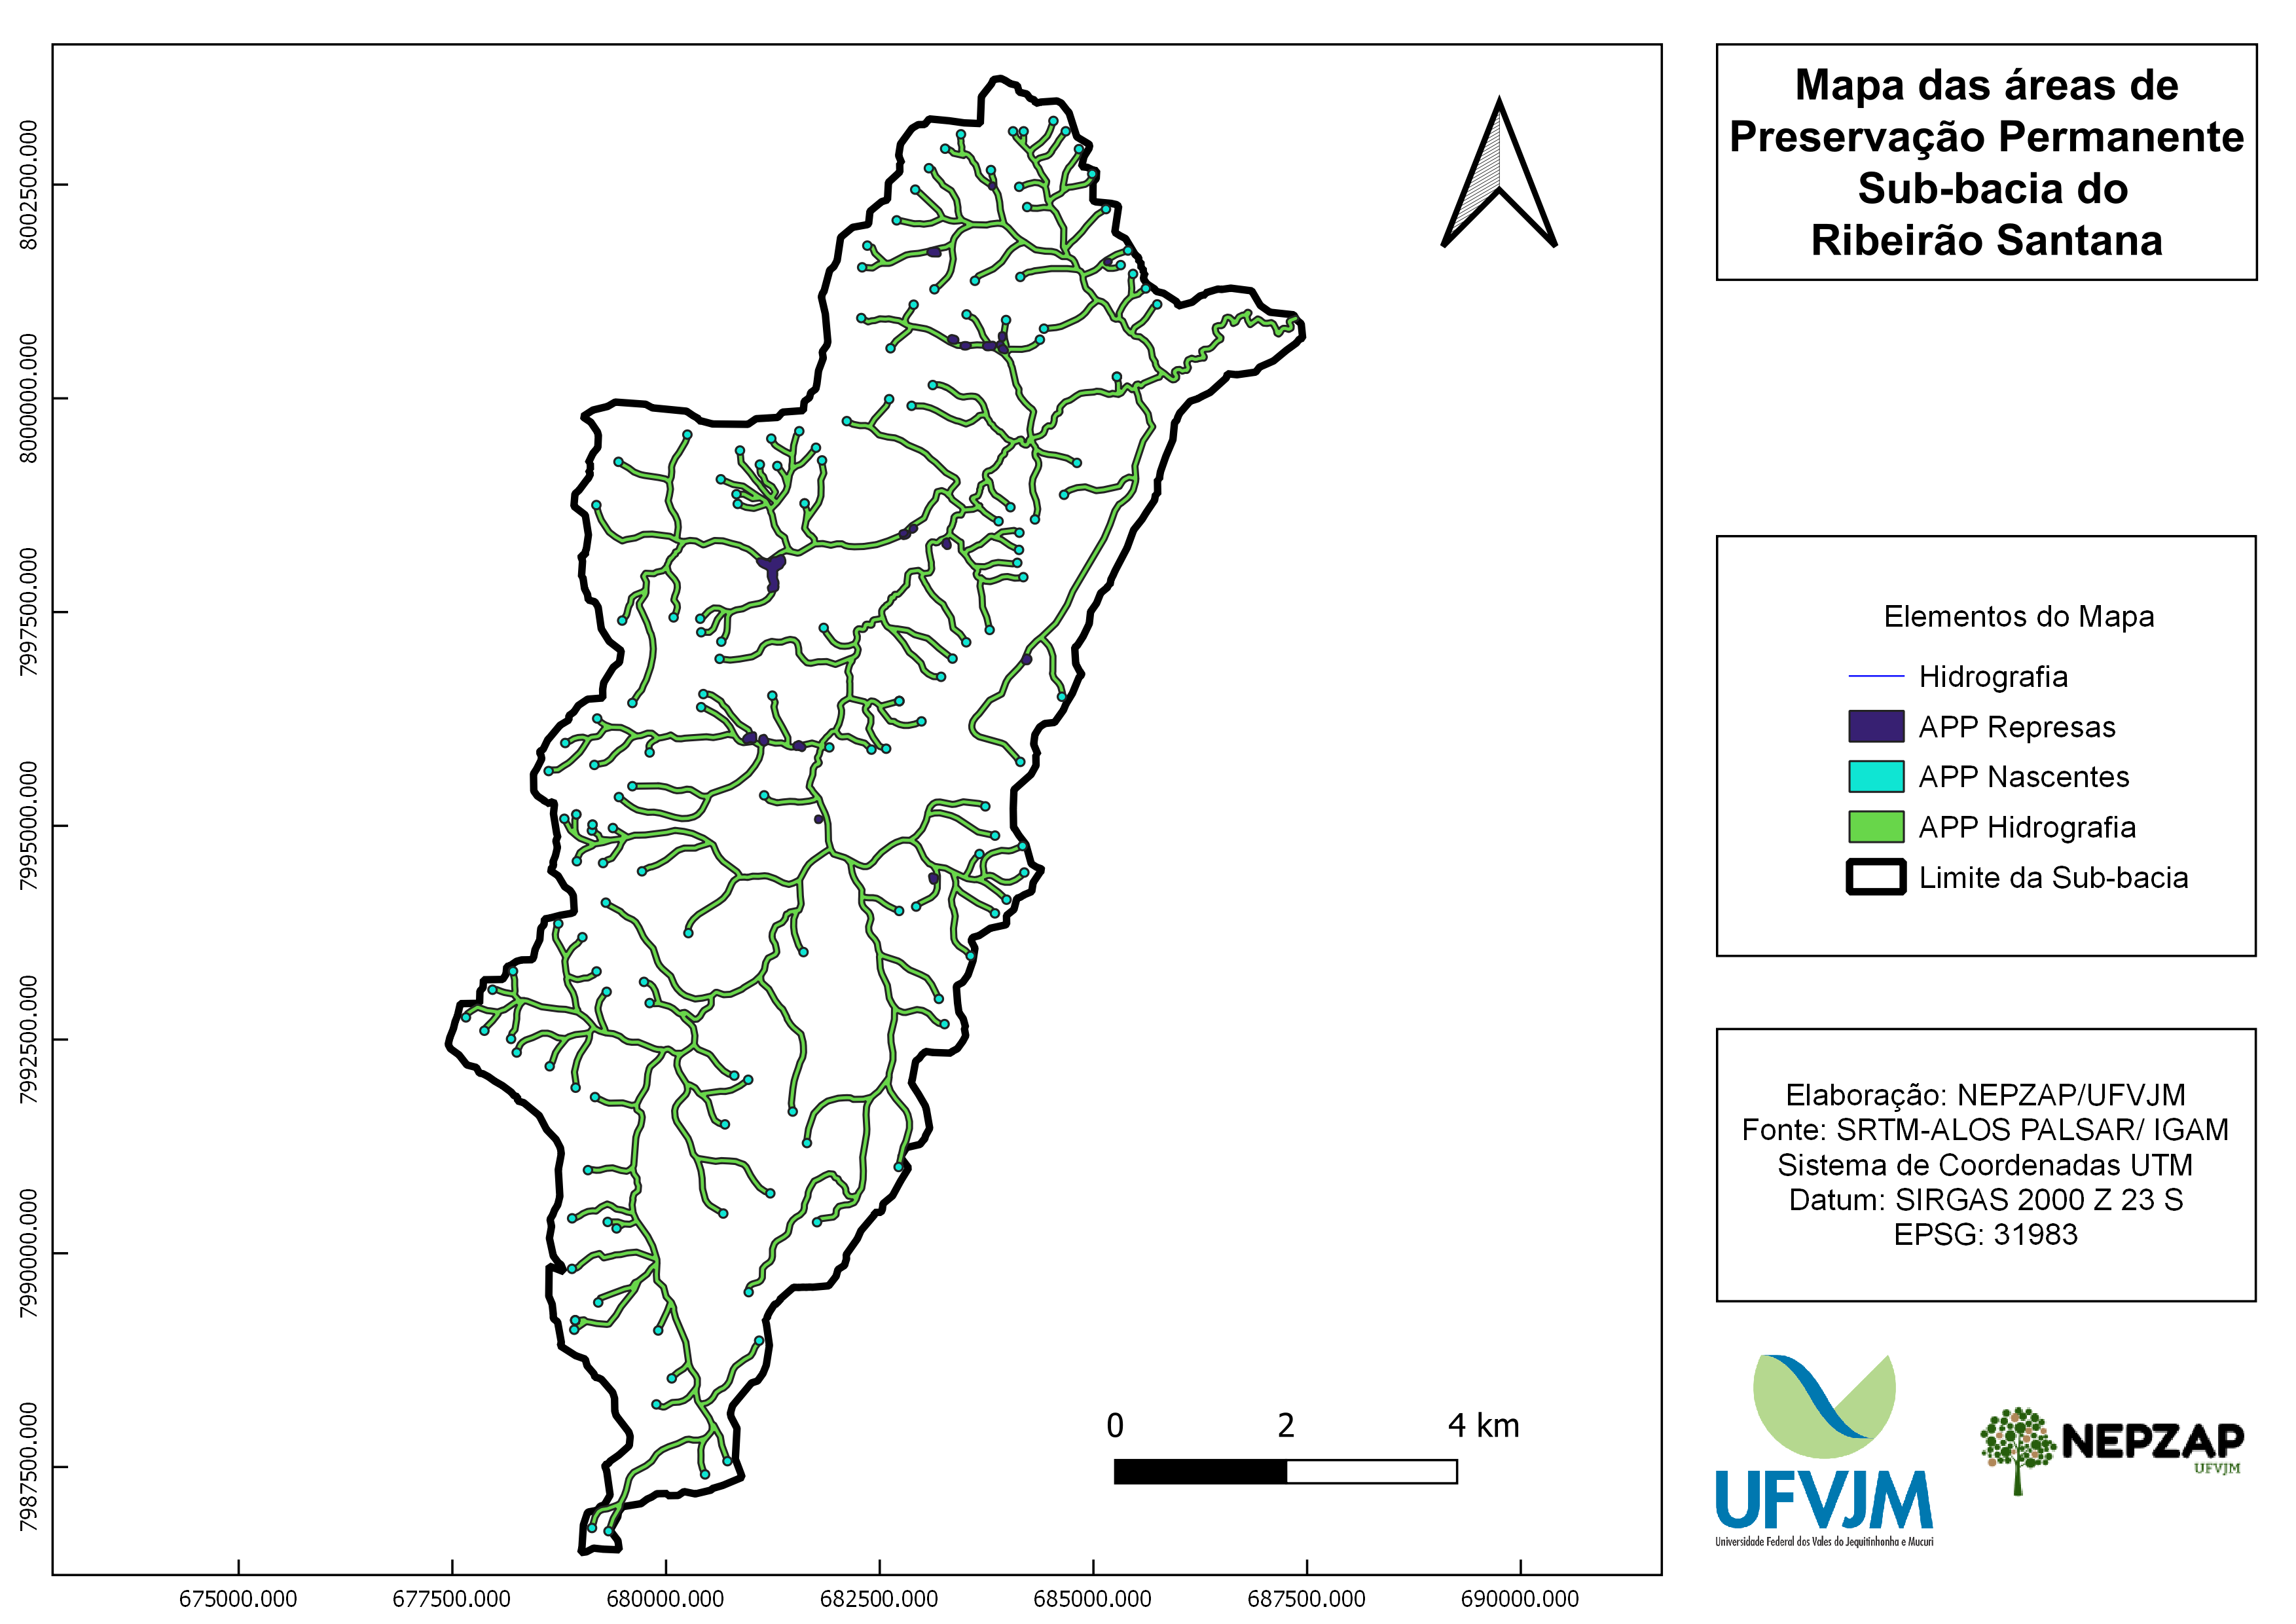 Mapa das áreas de
Preservação Permanente
Sub-bacia do
Ribeirão Santana
8002500.000
8000000.000
7997500.000
7995000.000
7992500.000
7990000.000
7987500.000
675000.000
677500.000
680000.000
682500.000
685000.000
687500.000
690000.000
0 2 4 km
Elementos do Mapa
Hidrografia
APP Represas
APP Nascentes
APP Hidrografia
Limite da Sub-bacia
Elaboração: NEPZAP/UFVJM
Fonte: SRTM-ALOS PALSAR/ IGAM
Sistema de Coordenadas UTM
Datum: SIRGAS 2000 Z 23 S
EPSG: 31983
UFVJM
Universidade Federal dos Vales do Jequitinhonha e Mucuri
NEPZAP
UFVJM